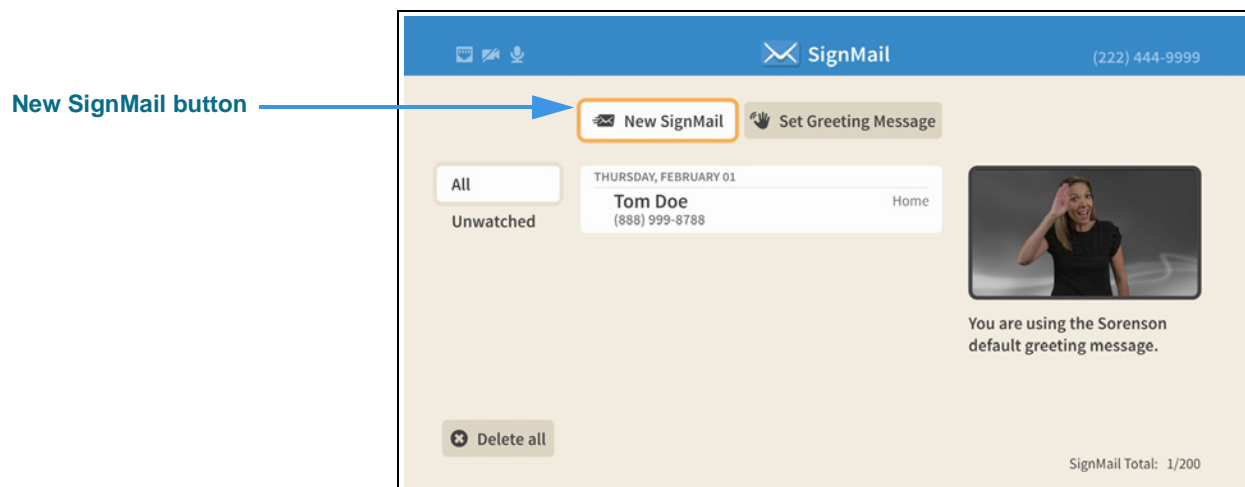 SignMail
(222) 444-9999
New SignMail button
New SignMail
Set Greeting Message
All
Unwatched
THURSDAY, FEBRUARY 01
Tom Doe
Home
(888) 999-8788
You are using the Sorenson
default greeting message.
Delete all
SignMail Total: 1/200